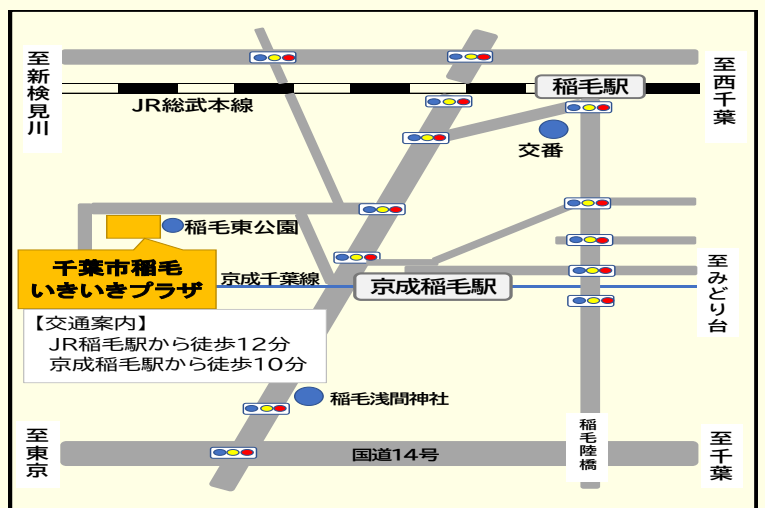 至新検見川
至西千葉
稲毛駅
JR総武本線
交番
稲毛東公園
千葉市稲毛
いきいきプラザ
京成千葉線
京成稲毛駅
至みどり台
【交通案内】
JR稲毛駅から徒歩12分
京成稲毛駅から徒歩10分
稲毛浅間神社
至東京
国道14号
稲毛陸橋
至千葉